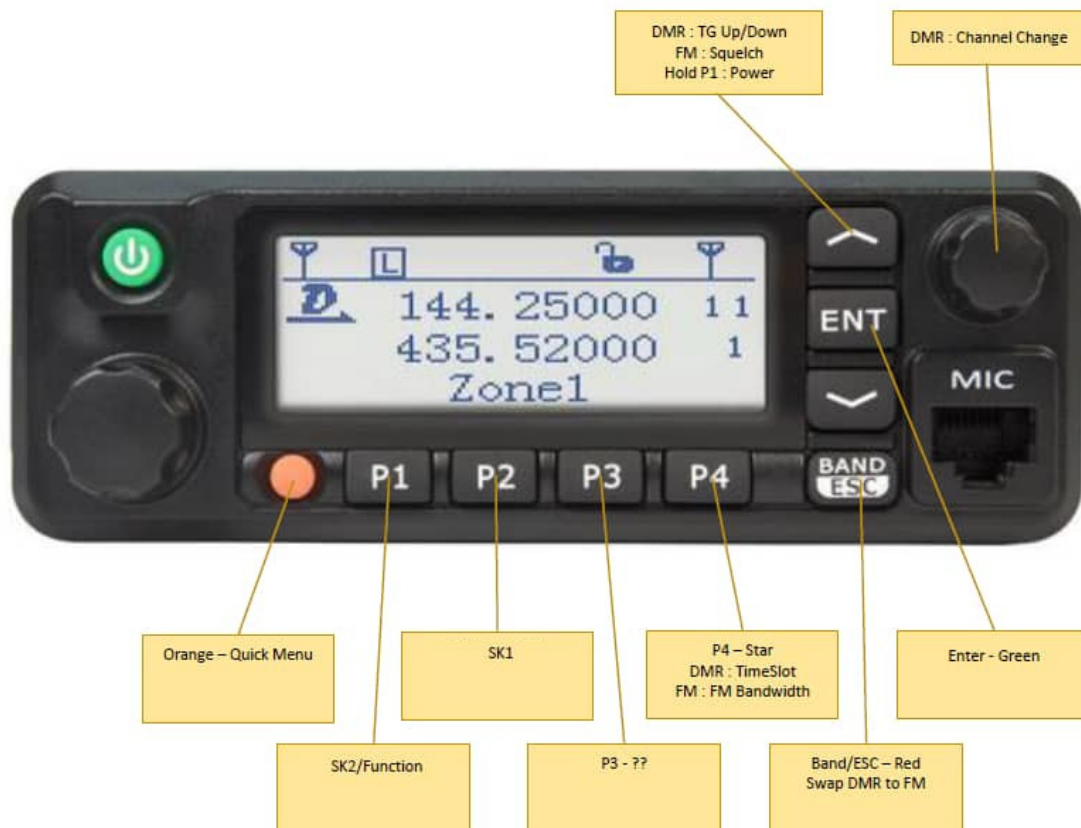 DMR : TG Up/Down
FM : Squelch
Hold P1 : Power
DMR : Channel Change
L
D
144. 25000 1 1
435. 52000 1
Zone1
ENT
MIC
P1
P2
P3
P4
BAND
ESC
Orange – Quick Menu
SK1
P4 – Star
DMR : TimeSlot
FM : FM Bandwidth
Enter - Green
SK2/Function
P3 - ??
Band/ESC – Red
Swap DMR to FM